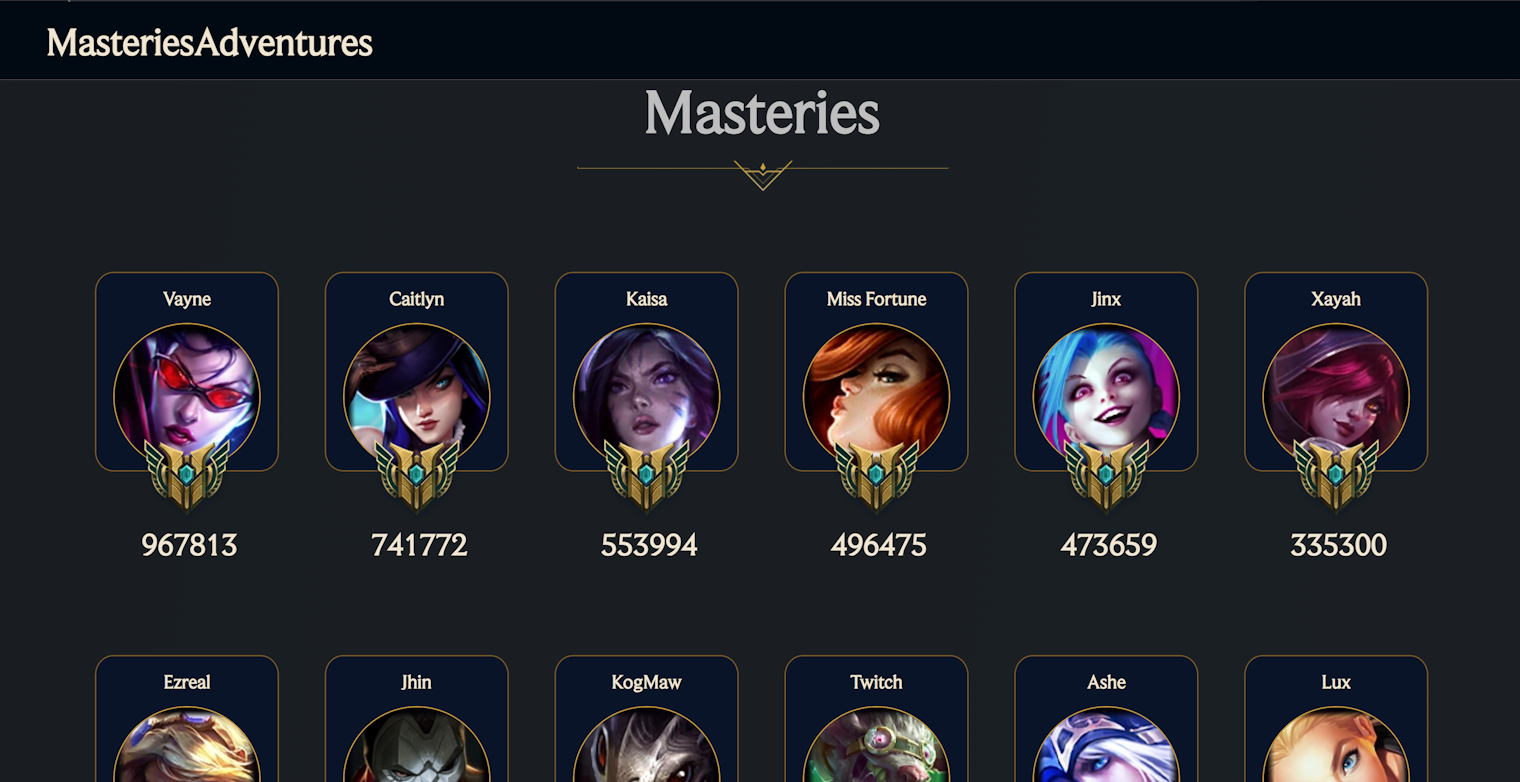 MasteriesAdventures
Masteries
Vayne Caitlyn Kaisa Miss Fortune Jinx Xayah
967813 741772 553994 496475 473659 335300
Ezreal Jhin KogMaw Twitch Ashe Lux